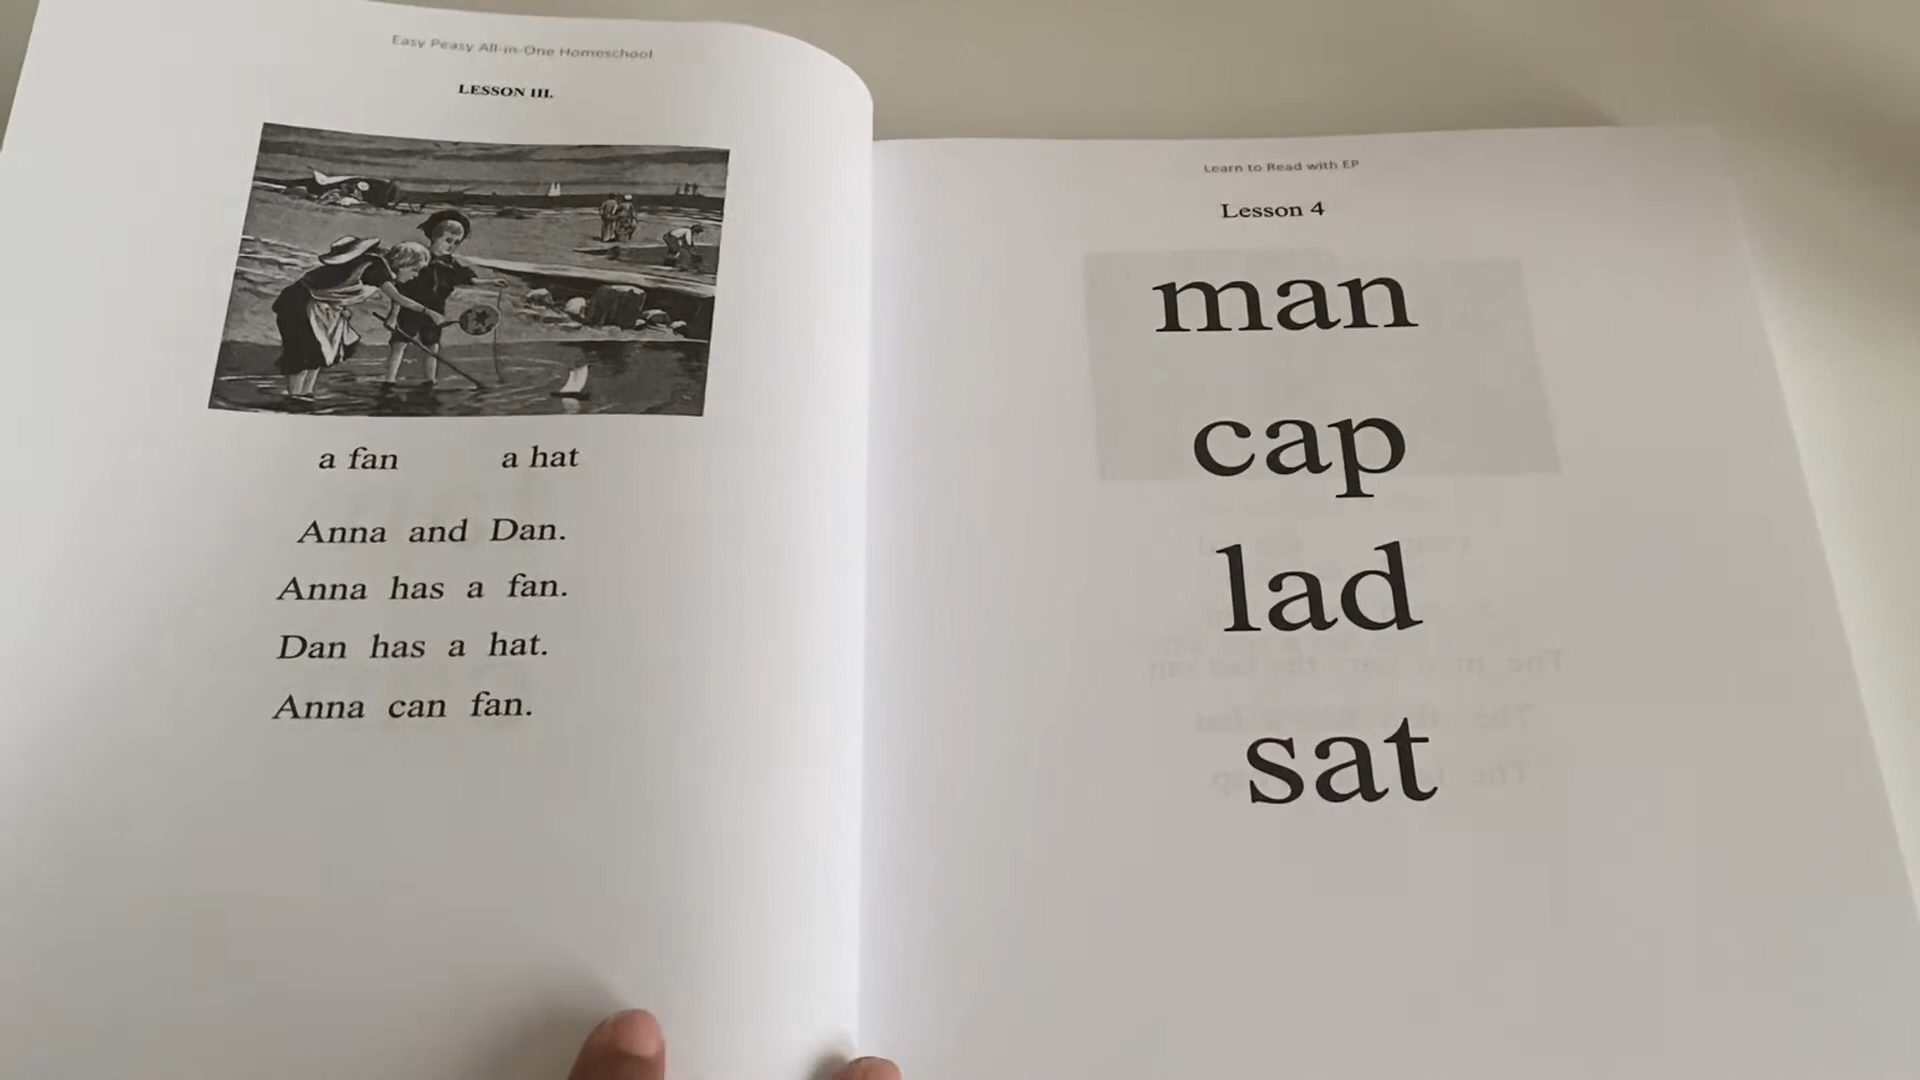 Easy Peasy All-in-One Homeschool
LESSON III.
a fan a hat
Anna and Dan.
Anna has a fan.
Dan has a hat.
Anna can fan.
Learn to Read with EP
Lesson 4
man
cap
lad
sat